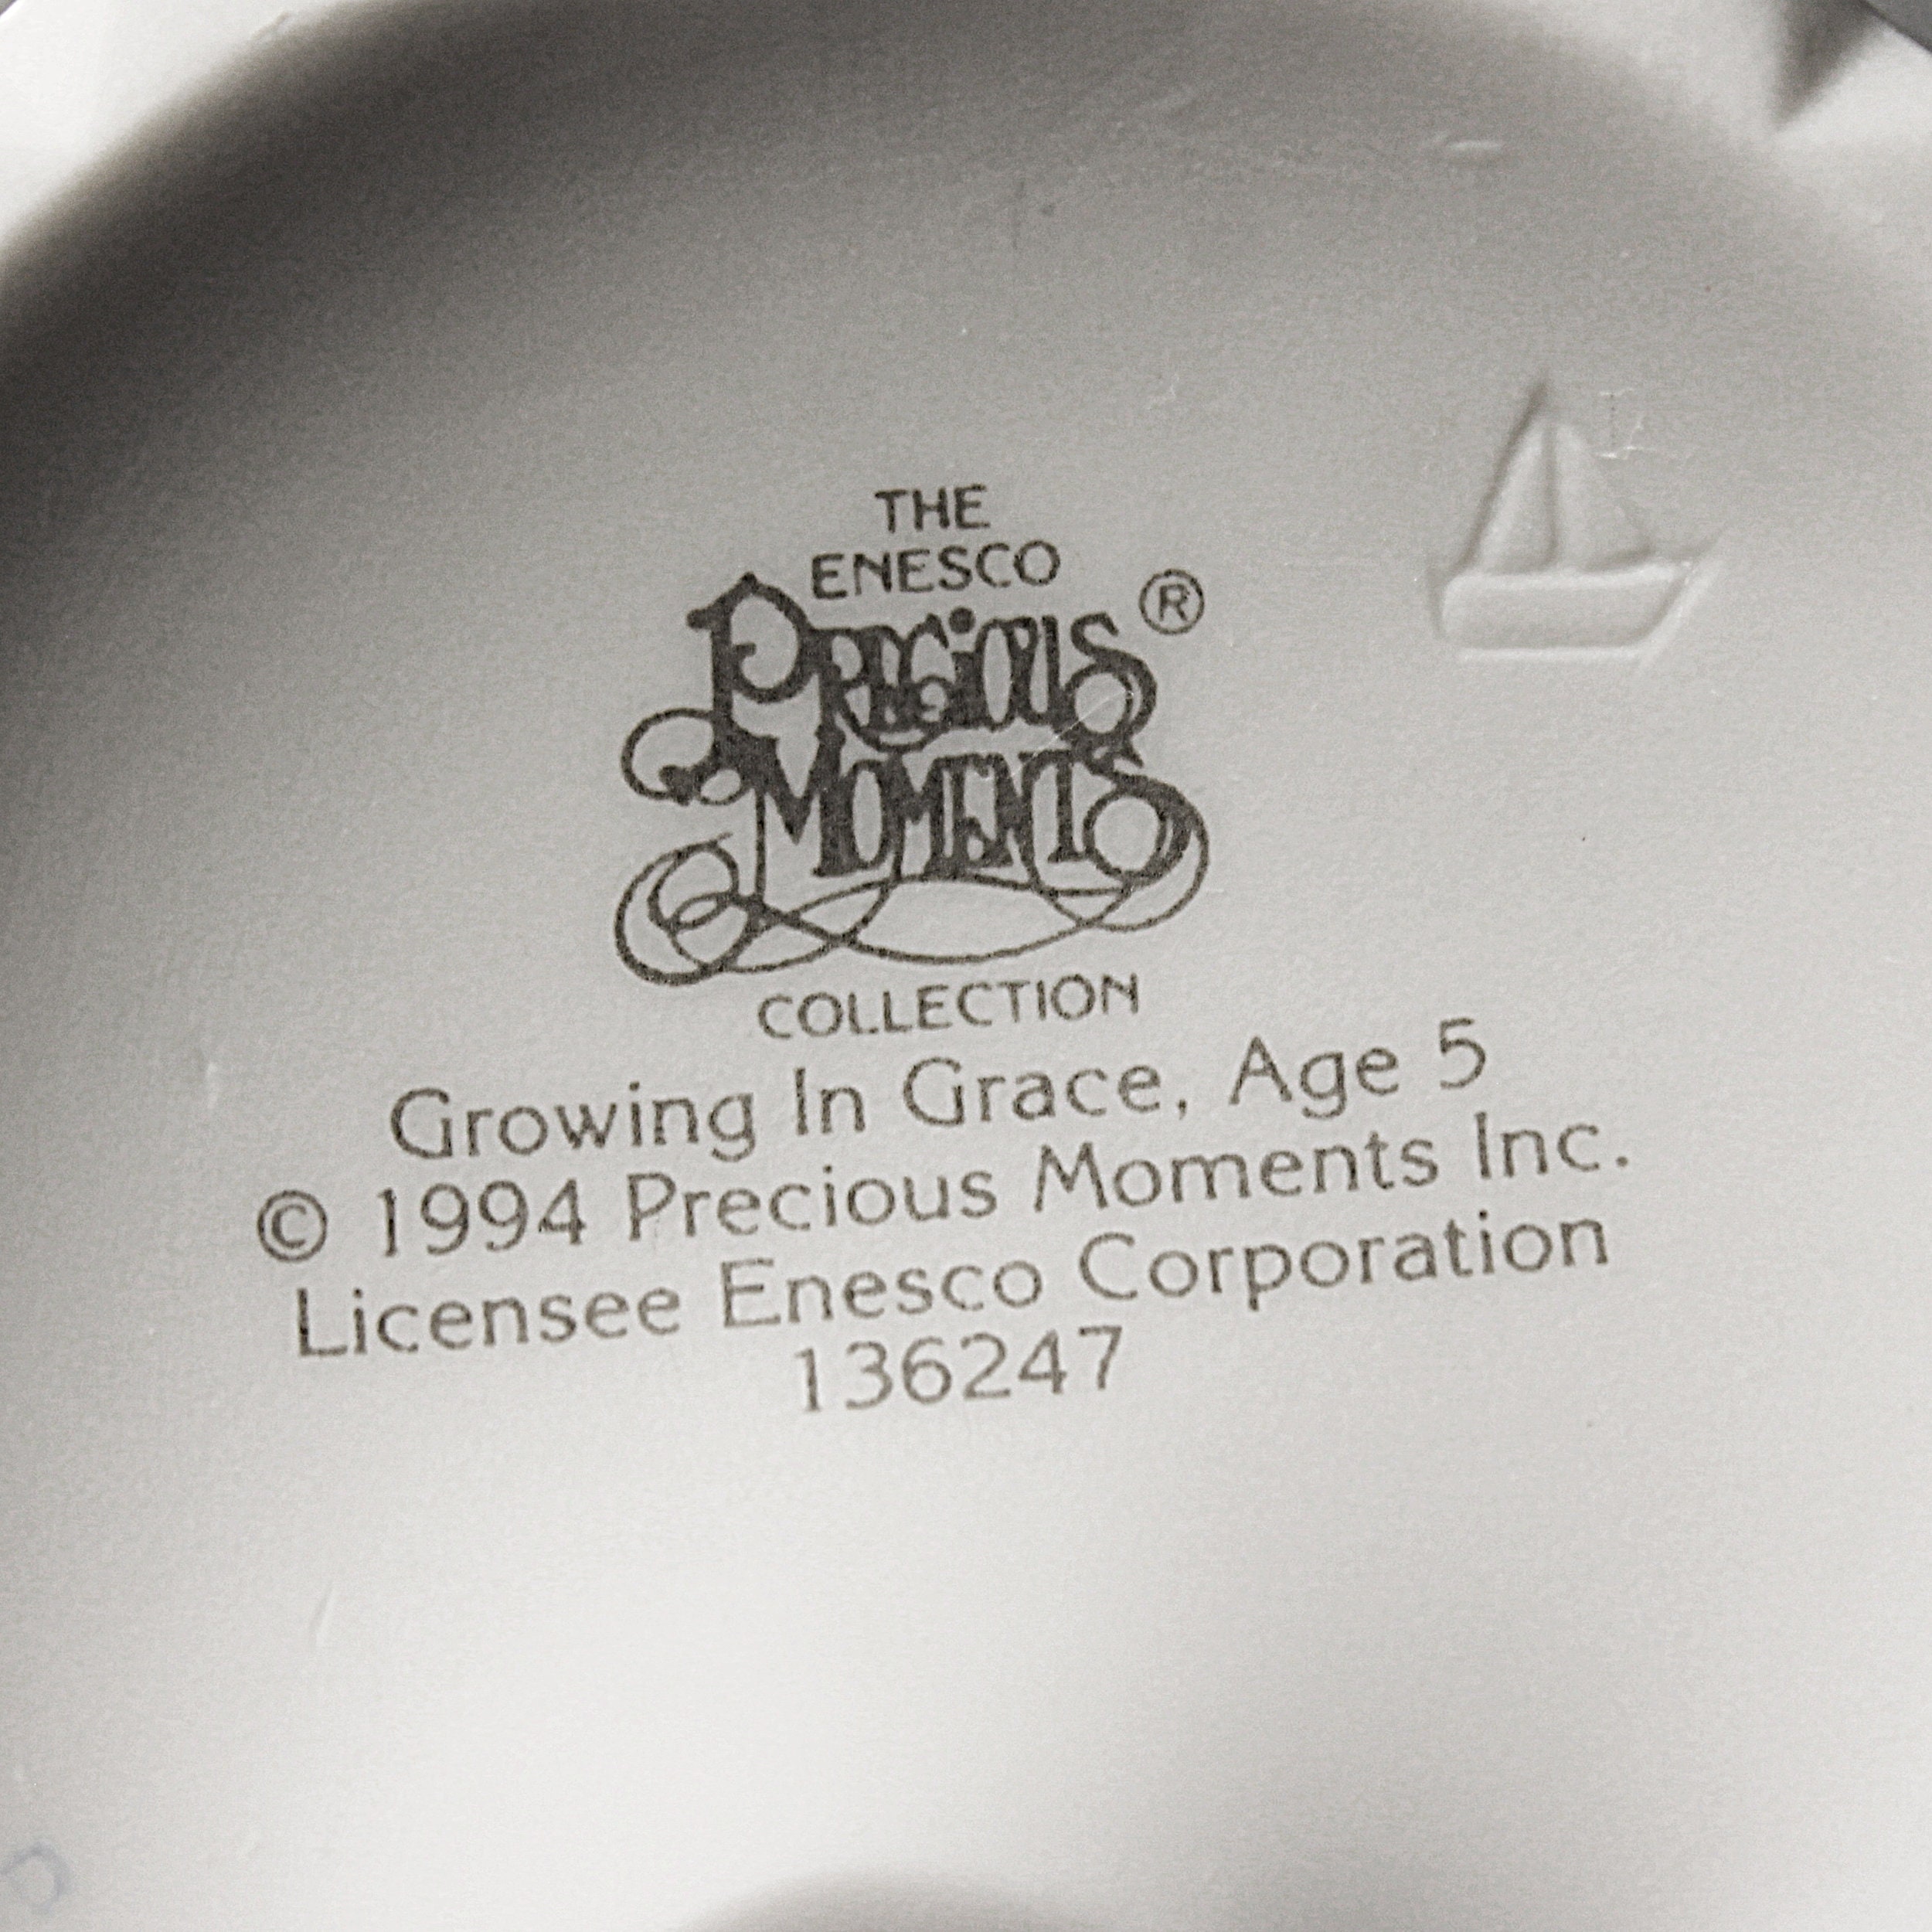 THE
ENESCO
PRECIOUS ®
MOMENTS
COLLECTION
Growing In Grace, Age 5
© 1994 Precious Moments Inc.
Licensee Enesco Corporation
136247